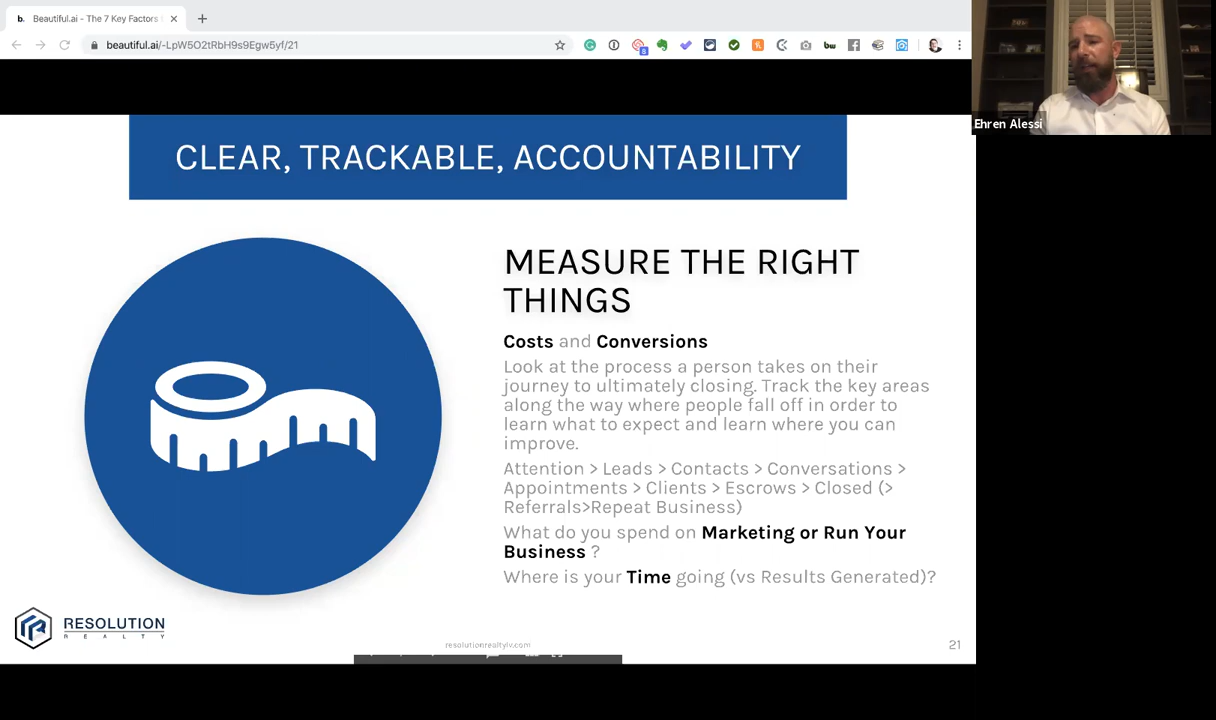 b. Beautiful.ai - The 7 Key Factors
beautiful.ai/-LpW5O2tRbH9s9Egw5yf/21
8
bw
Ehren Alessi
CLEAR, TRACKABLE, ACCOUNTABILITY
MEASURE THE RIGHT
THINGS
Costs and Conversions
Look at the process a person takes on their
journey to ultimately closing. Track the key areas
along the way where people fall off in order to
learn what to expect and learn where you can
improve.
Attention > Leads > Contacts > Conversations >
Appointments > Clients > Escrows > Closed (>
Referrals>Repeat Business)
What do you spend on Marketing or Run Your
Business ?
Where is your Time going (vs Results Generated)?
RESOLUTION
REALTY
resolutionrealtylv.com
21